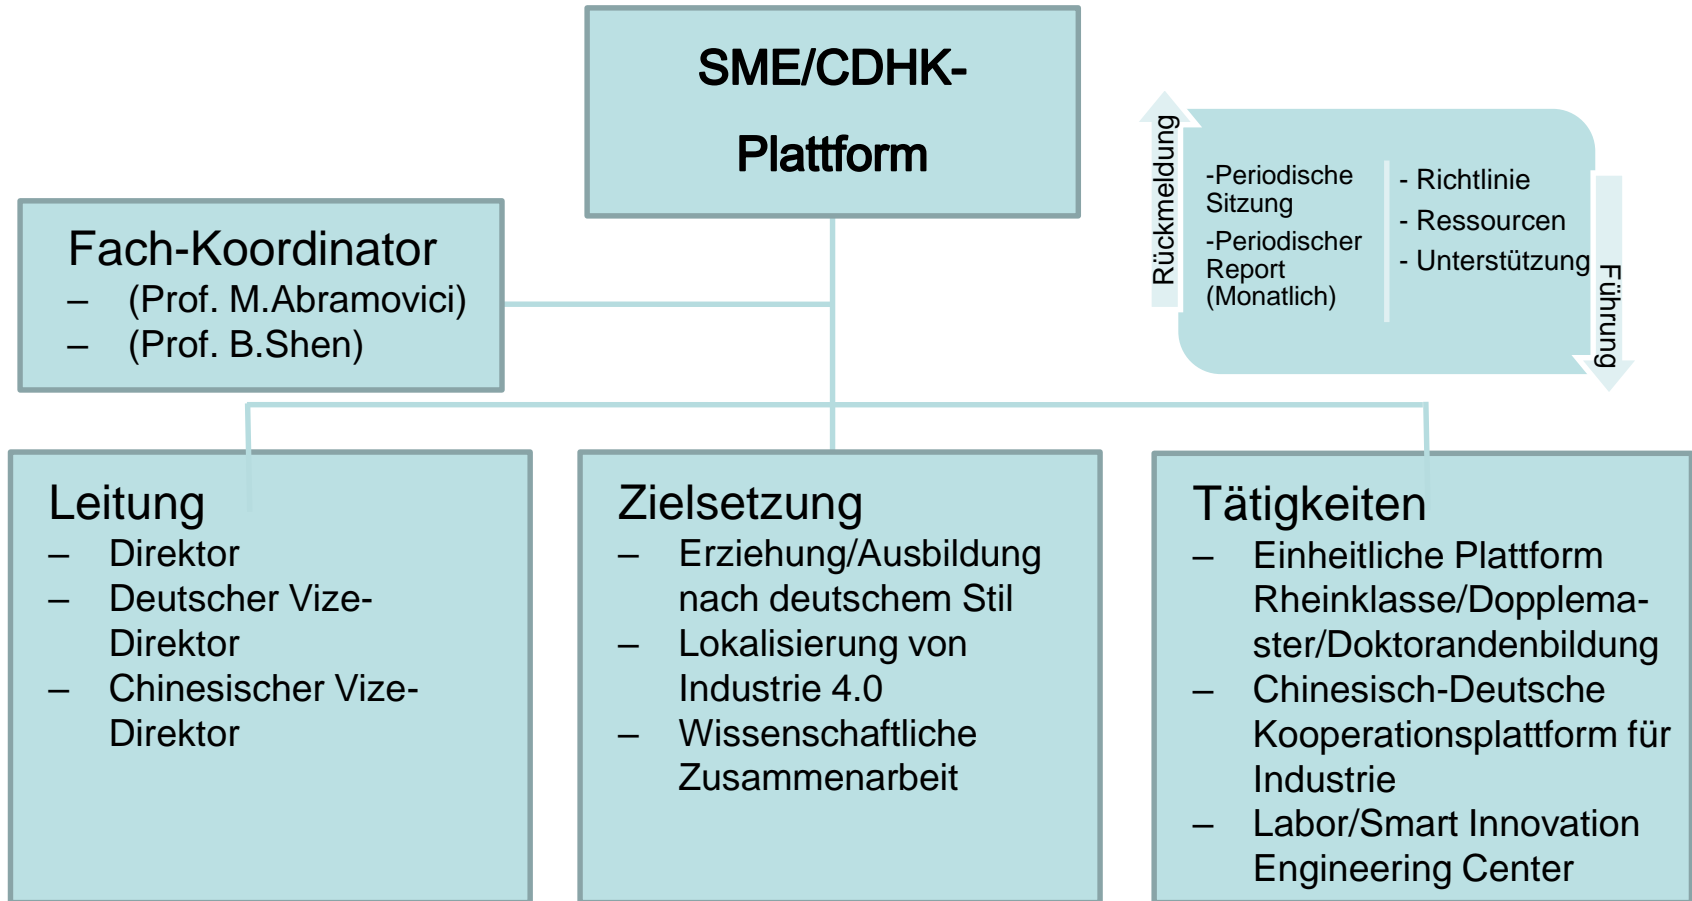 SME/CDHK-
Plattform
Fach-Koordinator
– (Prof. M.Abramovici)
– (Prof. B.Shen)
Rückmeldung
-Periodische
Sitzung
-Periodischer
Report
(Monatlich)
- Richtlinie
- Ressourcen
- Unterstützung
Führung
Leitung
– Direktor
– Deutscher Vize-
Direktor
– Chinesischer Vize-
Direktor
Zielsetzung
– Erziehung/Ausbildung
nach deutschem Stil
– Lokalisierung von
Industrie 4.0
– Wissenschaftliche
Zusammenarbeit
Tätigkeiten
– Einheitliche Plattform
Rheinklasse/Dopplema-
ster/Doktorandenbildung
– Chinesisch-Deutsche
Kooperationsplattform für
Industrie
– Labor/Smart Innovation
Engineering Center